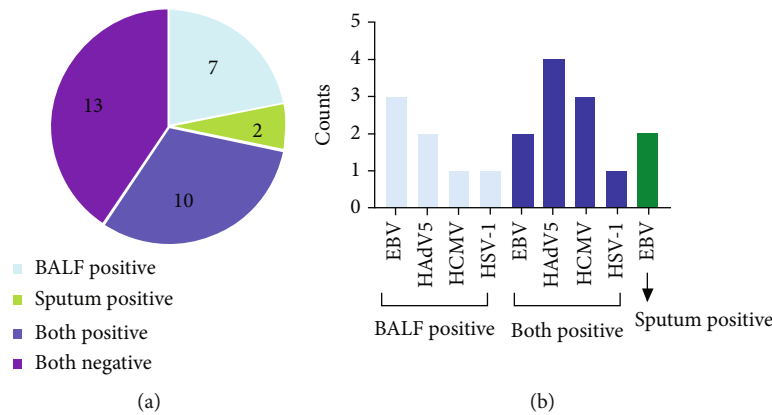 7
2
10
13
BALF positive
Sputum positive
Both positive
Both negative
(a)
Counts
5
4
3
2
1
0
EBV
HAdV5
HCMV
HSV-1
EBV
HAdV5
HCMV
HSV-1
EBV
BALF positive
Both positive
Sputum positive
(b)